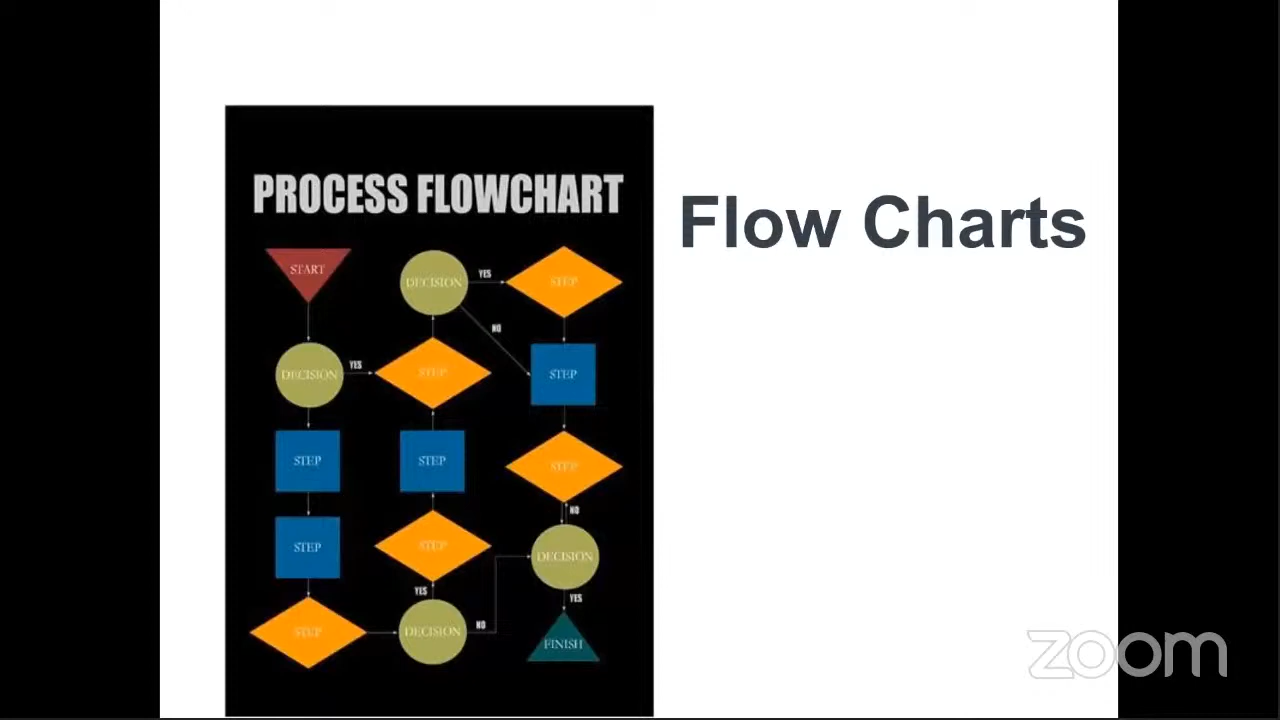 PROCESS FLOWCHART
Flow Charts
START
DECISION
YES
STEP
STEP
STEP
DECISION
YES
NO
STEP
STEP
STEP
DECISION
YES
NO
STEP
STEP
STEP
NO
DECISION
YES
FINISH
zoom